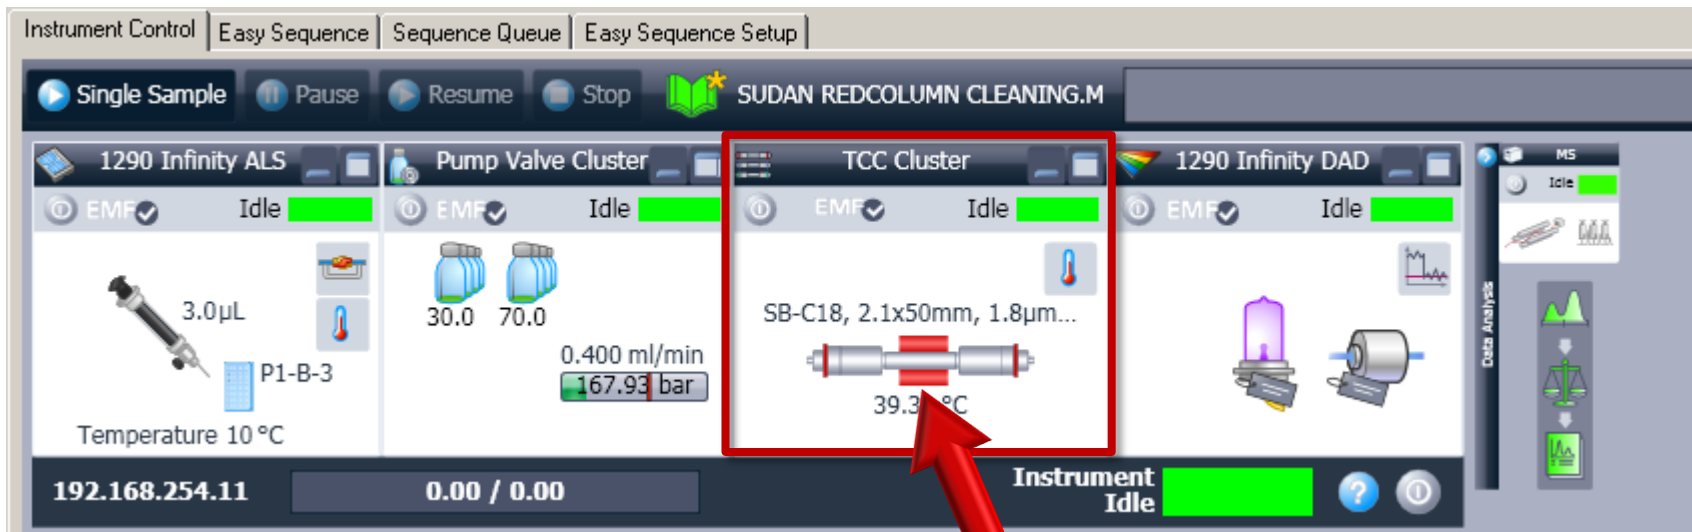 Instrument Control Easy Sequence Sequence Queue Easy Sequence Setup
Single Sample Pause Resume Stop SUDAN REDCOLUMN CLEANING.M
1290 Infinity ALS Pump Valve Cluster TCC Cluster 1290 Infinity DAD MS
EMF Idle EMF Idle EMF Idle EMF Idle Idle
3.0µL
P1-B-3
Temperature 10 °C
30.0 70.0
0.400 ml/min
167.93 bar
SB-C18, 2.1x50mm, 1.8µm...
°C
Data Analysis
192.168.254.11 0.00 / 0.00 Instrument
Idle